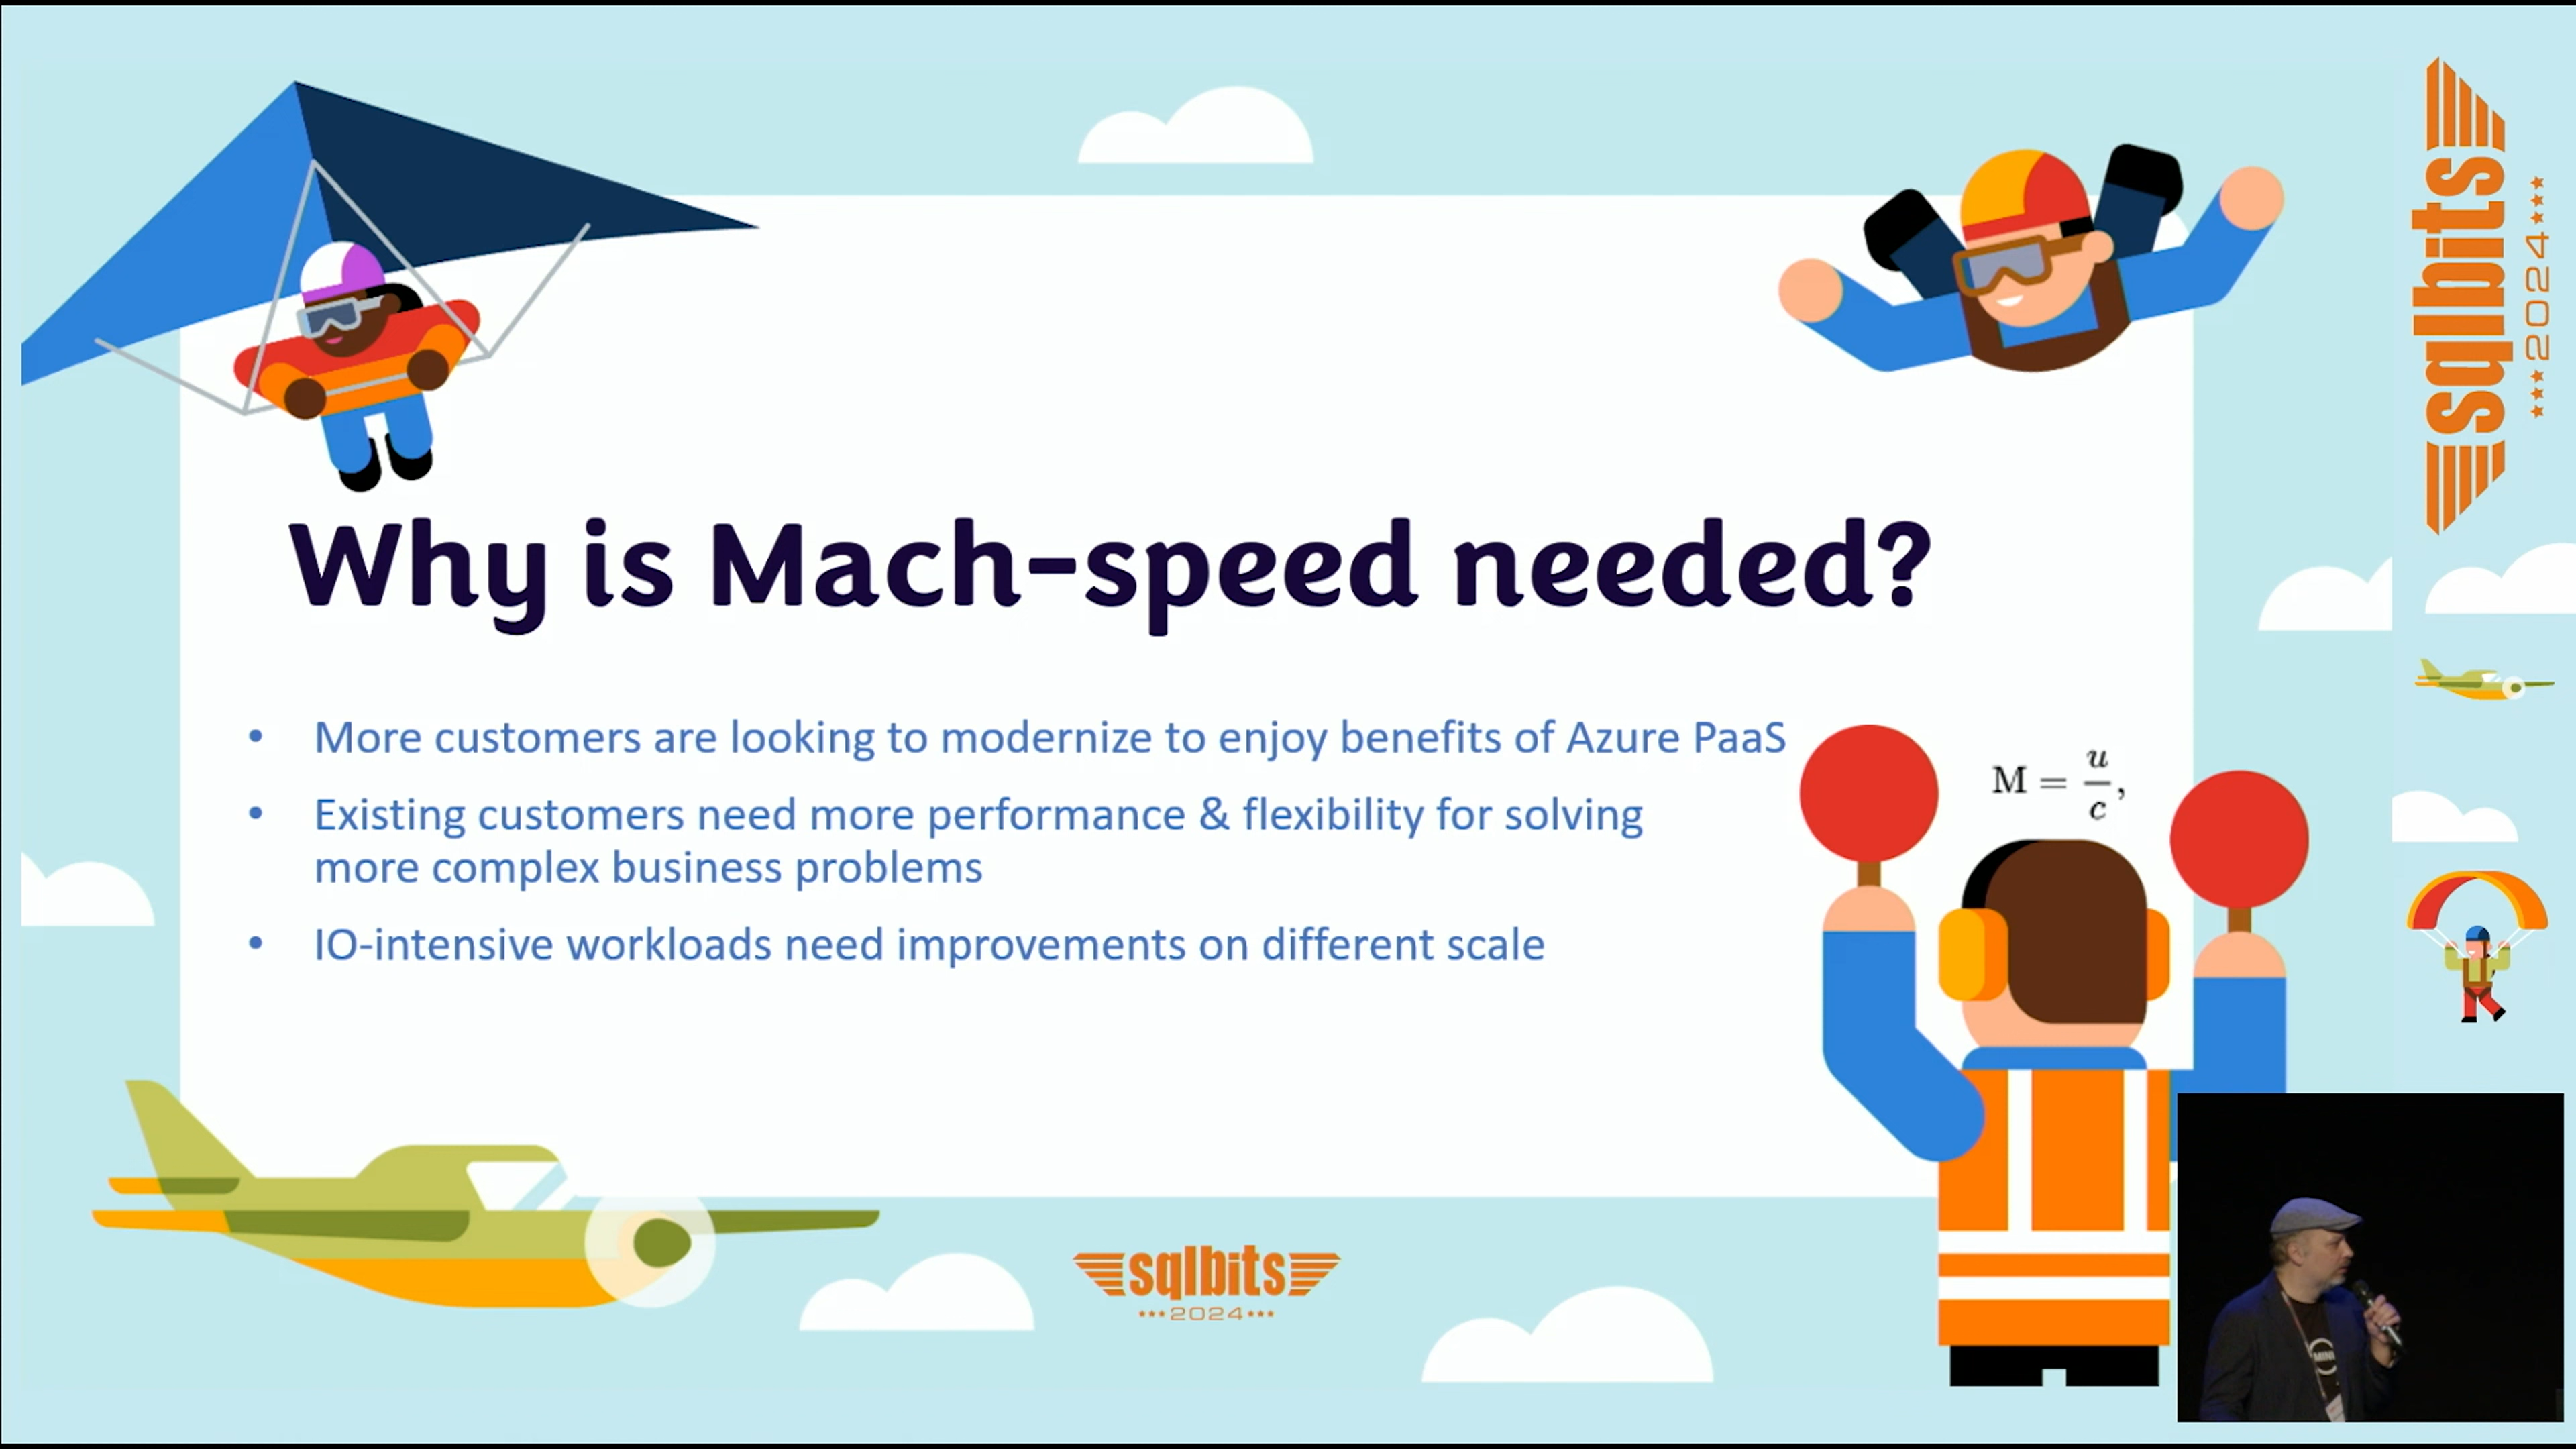 Why is Mach-speed needed?
• More customers are looking to modernize to enjoy benefits of Azure PaaS
• Existing customers need more performance & flexibility for solving
more complex business problems
• IO-intensive workloads need improvements on different scale
M = u/c,
sqlbits
2024
sqlbits
2024
MINI